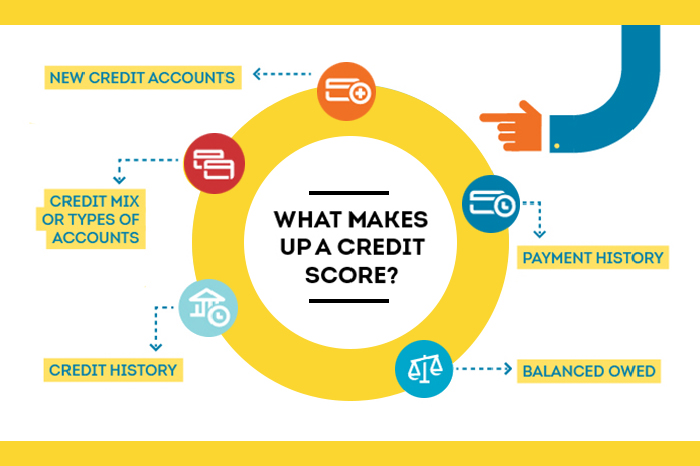 NEW CREDIT ACCOUNTS
CREDIT MIX
OR TYPES OF
ACCOUNTS
WHAT MAKES
UP A CREDIT
SCORE?
PAYMENT HISTORY
CREDIT HISTORY
BALANCED OWED